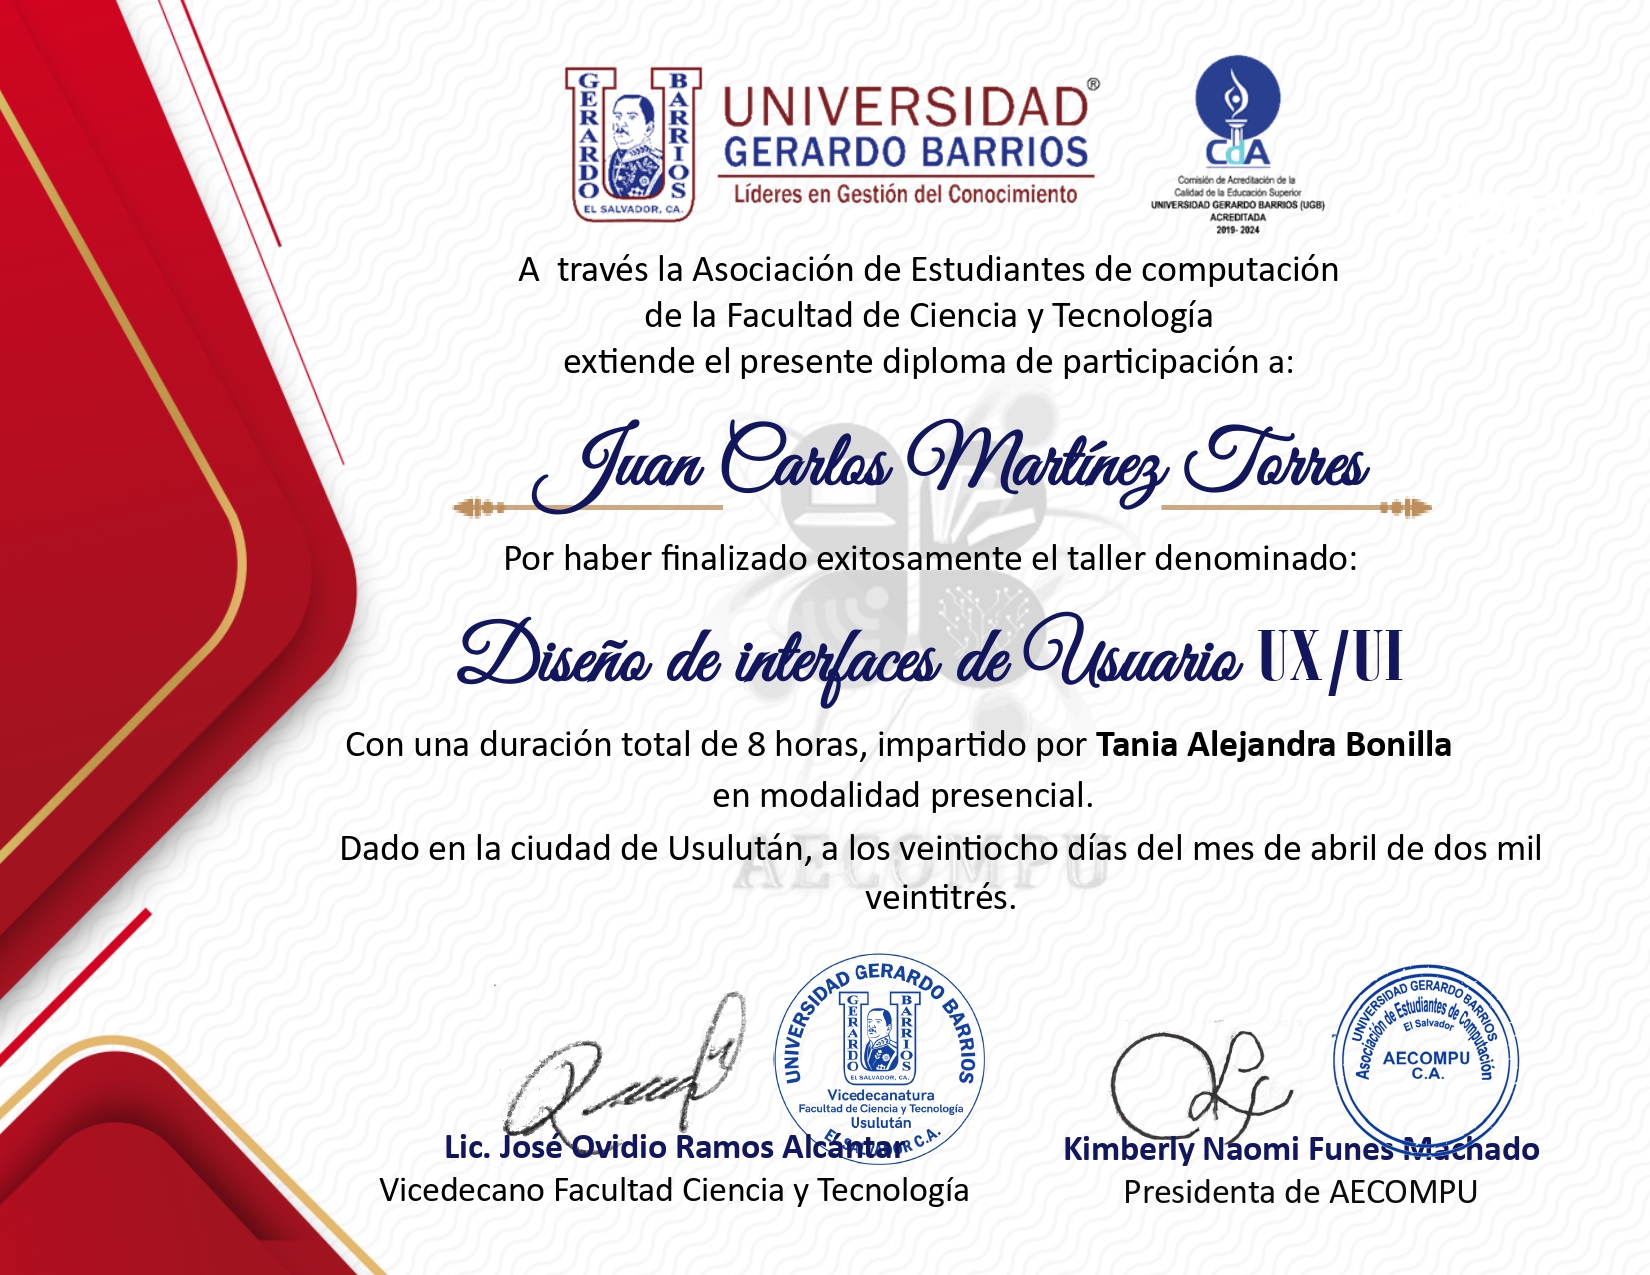 GERARDO BARRIOS
EL SALVADOR, CA.
UNIVERSIDAD®
GERARDO BARRIOS
Líderes en Gestión del Conocimiento
CdA
Comisión de Acreditación de la
Calidad de la Educación Superior
UNIVERSIDAD GERARDO BARRIOS (UGB)
ACREDITADA
2019- 2024
A través la Asociación de Estudiantes de computación
de la Facultad de Ciencia y Tecnología
extiende el presente diploma de participación a:
Juan Carlos Martínez Torres
Por haber finalizado exitosamente el taller denominado:
Diseño de interfaces de Usuario UX/UI
Con una duración total de 8 horas, impartido por Tania Alejandra Bonilla
en modalidad presencial.
AECOMPU
Dado en la ciudad de Usulután, a los veintiocho días del mes de abril de dos mil
veintitrés.
UNIVERSIDAD GERARDO BARRIOS
GERARDO BARRIOS
EL SALVADOR, CA.
Vicedecanatura
Facultad de Ciencia y Tecnología
Usulután
EL SALVADOR C.A.
Lic. José Ovidio Ramos Alcántar
Vicedecano Facultad Ciencia y Tecnología
UNIVERSIDAD GERARDO BARRIOS
Asociación de Estudiantes de Computación
El Salvador
AECOMPU
C.A.
Kimberly Naomi Funes Machado
Presidenta de AECOMPU